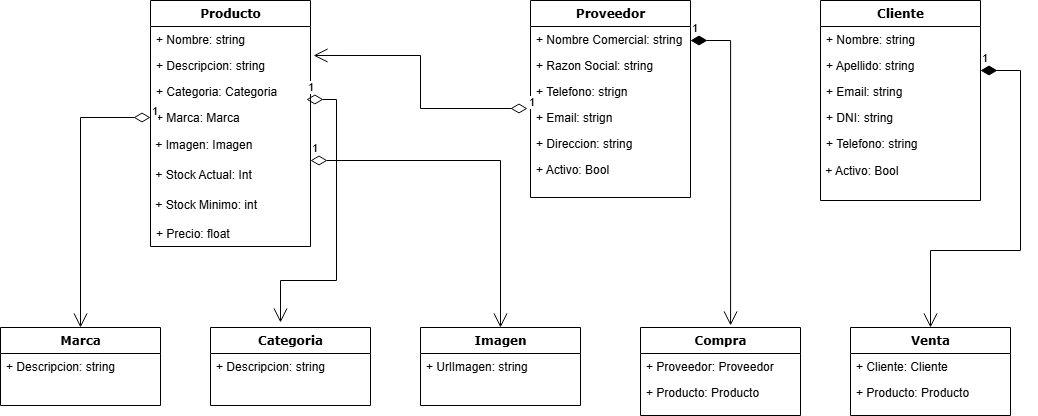 Producto
+ Nombre: string
+ Descripcion: string
+ Categoria: Categoria
+ Marca: Marca
+ Imagen: Imagen
+ Stock Actual: Int
+ Stock Minimo: int
+ Precio: float
1
1
1
Proveedor
+ Nombre Comercial: string
+ Razon Social: string
+ Telefono: strign
+ Email: strign
+ Direccion: string
+ Activo: Bool
1
1
Cliente
+ Nombre: string
+ Apellido: string
+ Email: string
+ DNI: string
+ Telefono: string
+ Activo: Bool
1
Marca
+ Descripcion: string
Categoria
+ Descripcion: string
Imagen
+ UrlImagen: string
Compra
+ Proveedor: Proveedor
+ Producto: Producto
Venta
+ Cliente: Cliente
+ Producto: Producto